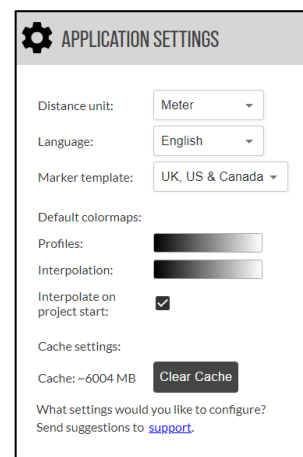 APPLICATION SETTINGS
Distance unit: Meter
Language: English
Marker template: UK, US & Canada
Default colormaps:
Profiles:
Interpolation:
Interpolate on
project start:
Cache settings:
Cache: ~6004 MB Clear Cache
What settings would you like to configure?
Send suggestions to support.